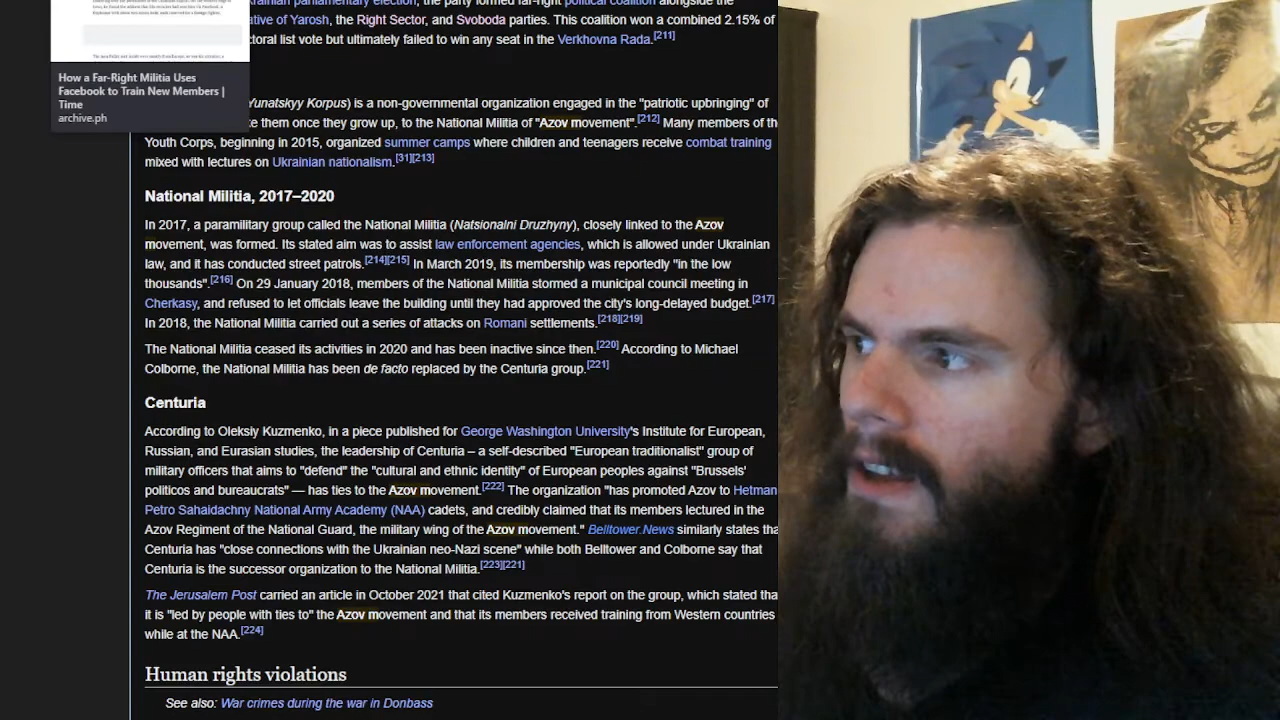 krainian parliamentary election, the party formed far-right political coalition alongside the
ative of Yarosh, the Right Sector, and Svoboda parties. This coalition won a combined 2.15% of
toral list vote but ultimately failed to win any seat in the Verkhovna Rada.[211]
How a Far-Right Militia Uses
Facebook to Train New Members |
Time
archive.ph
Yunatskyy Korpus) is a non-governmental organization engaged in the "patriotic upbringing" of
ke them once they grow up, to the National Militia of "Azov movement".[212] Many members of th
Youth Corps, beginning in 2015, organized summer camps where children and teenagers receive combat training
mixed with lectures on Ukrainian nationalism.[31][213]
National Militia, 2017–2020
In 2017, a paramilitary group called the National Militia (Natsionalni Druzhyny), closely linked to the Azov
movement, was formed. Its stated aim was to assist law enforcement agencies, which is allowed under Ukrainian
law, and it has conducted street patrols.[214][215] In March 2019, its membership was reportedly "in the low
thousands".[216] On 29 January 2018, members of the National Militia stormed a municipal council meeting in
Cherkasy, and refused to let officials leave the building until they had approved the city's long-delayed budget.[217]
In 2018, the National Militia carried out a series of attacks on Romani settlements.[218][219]
The National Militia ceased its activities in 2020 and has been inactive since then.[220] According to Michael
Colborne, the National Militia has been de facto replaced by the Centuria group.[221]
Centuria
According to Oleksiy Kuzmenko, in a piece published for George Washington University's Institute for European,
Russian, and Eurasian studies, the leadership of Centuria – a self-described "European traditionalist" group of
military officers that aims to "defend" the "cultural and ethnic identity" of European peoples against "Brussels'
politicos and bureaucrats" — has ties to the Azov movement.[222] The organization "has promoted Azov to Hetman
Petro Sahaidachny National Army Academy (NAA) cadets, and credibly claimed that its members lectured in the
Azov Regiment of the National Guard, the military wing of the Azov movement." Belltower.News similarly states tha
Centuria has "close connections with the Ukrainian neo-Nazi scene" while both Belltower and Colborne say that
Centuria is the successor organization to the National Militia.[223][221]
The Jerusalem Post carried an article in October 2021 that cited Kuzmenko's report on the group, which stated tha
it is "led by people with ties to" the Azov movement and that its members received training from Western countries
while at the NAA.[224]
Human rights violations
See also: War crimes during the war in Donbass